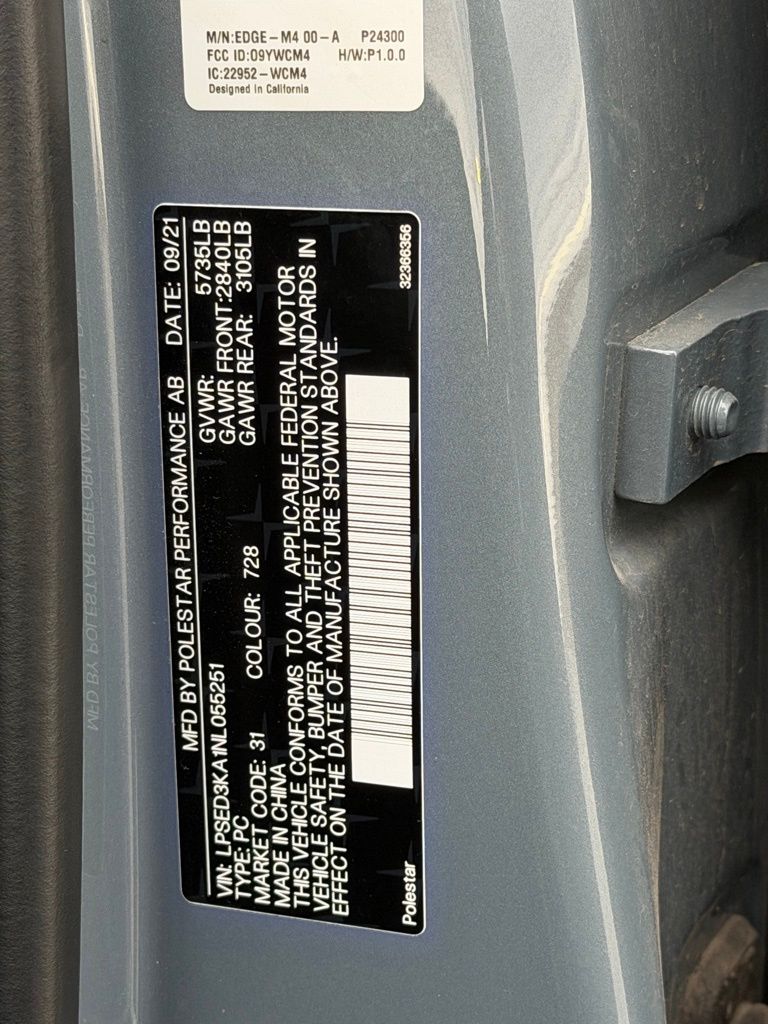 M/N:EDGE-M4 00-A P24300
FCC ID:O9YWCM4 H/W:P1.0.0
IC:22952-WCM4
Designed in California
MFD BY POLESTAR PERFORMANCE AB DATE: 09/21
VIN: LPSED3KA1NL055251 GVWR: 5735LB
TYPE: PC GAWR FRONT:2840LB
MARKET CODE: 31 COLOUR: 728 GAWR REAR: 3105LB
MADE IN CHINA
THIS VEHICLE CONFORMS TO ALL APPLICABLE FEDERAL MOTOR
VEHICLE SAFETY, BUMPER AND THEFT PREVENTION STANDARDS IN
EFFECT ON THE DATE OF MANUFACTURE SHOWN ABOVE.
Polestar 32366356